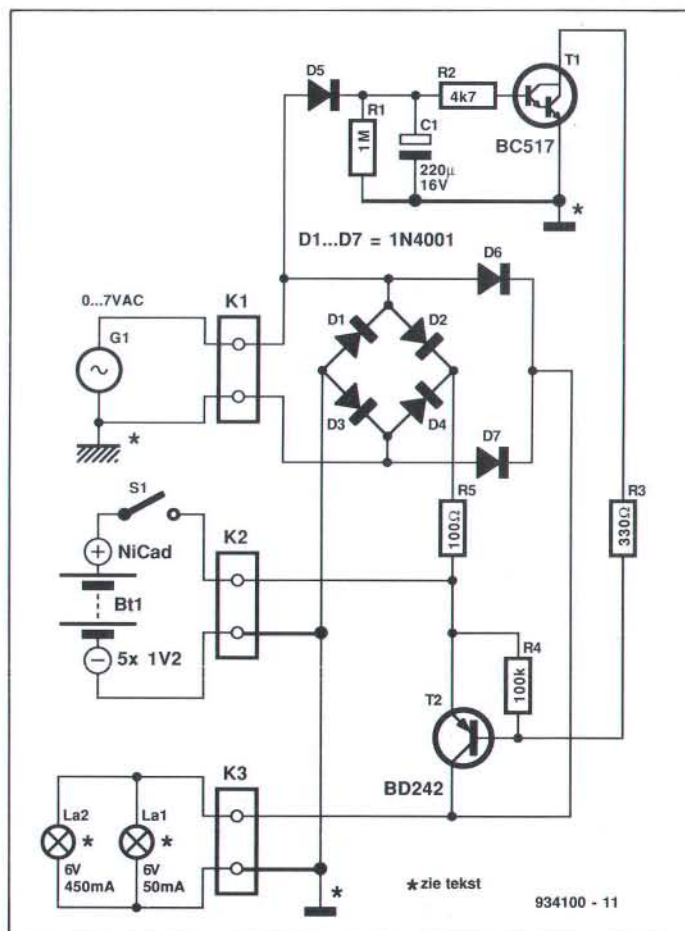 T1
D5
R2
4k7
R1
1M
C1
220µ
16V
BC517
*
D1...D7 = 1N4001
D6
0...7VAC
K1
G1
~
D1
D2
*
D3
D4
D7
S1
R5
100Ω
R3
330Ω
K2
+ NiCad
Bt1
− 5x 1V2
R4
100k
T2
BD242
K3
La2
*
La1
*
6V
450mA
6V
50mA
*
*zie tekst
934100 - 11